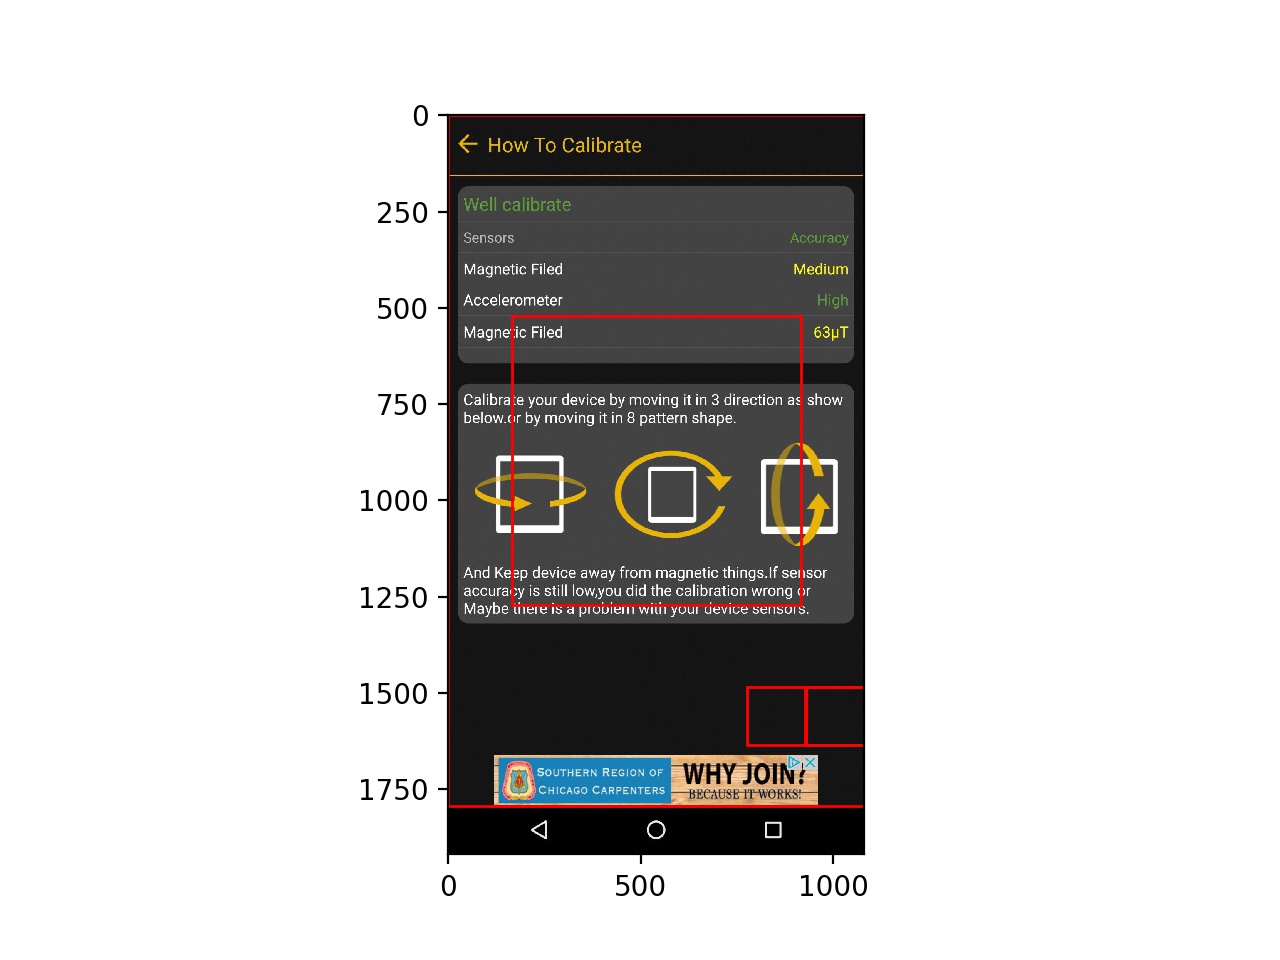 0
250
500
750
1000
1250
1500
1750
0
500
1000
How To Calibrate
Well calibrate
Sensors Accuracy
Magnetic Filed Medium
Accelerometer High
Magnetic Filed 63µT
Calibrate your device by moving it in 3 direction as show
below.or by moving it in 8 pattern shape.
And Keep device away from magnetic things.If sensor
accuracy is still low,you did the calibration wrong or
Maybe there is a problem with your device sensors.
SOUTHERN REGION OF
CHICAGO CARPENTERS
WHY JOIN?
BECAUSE IT WORKS!